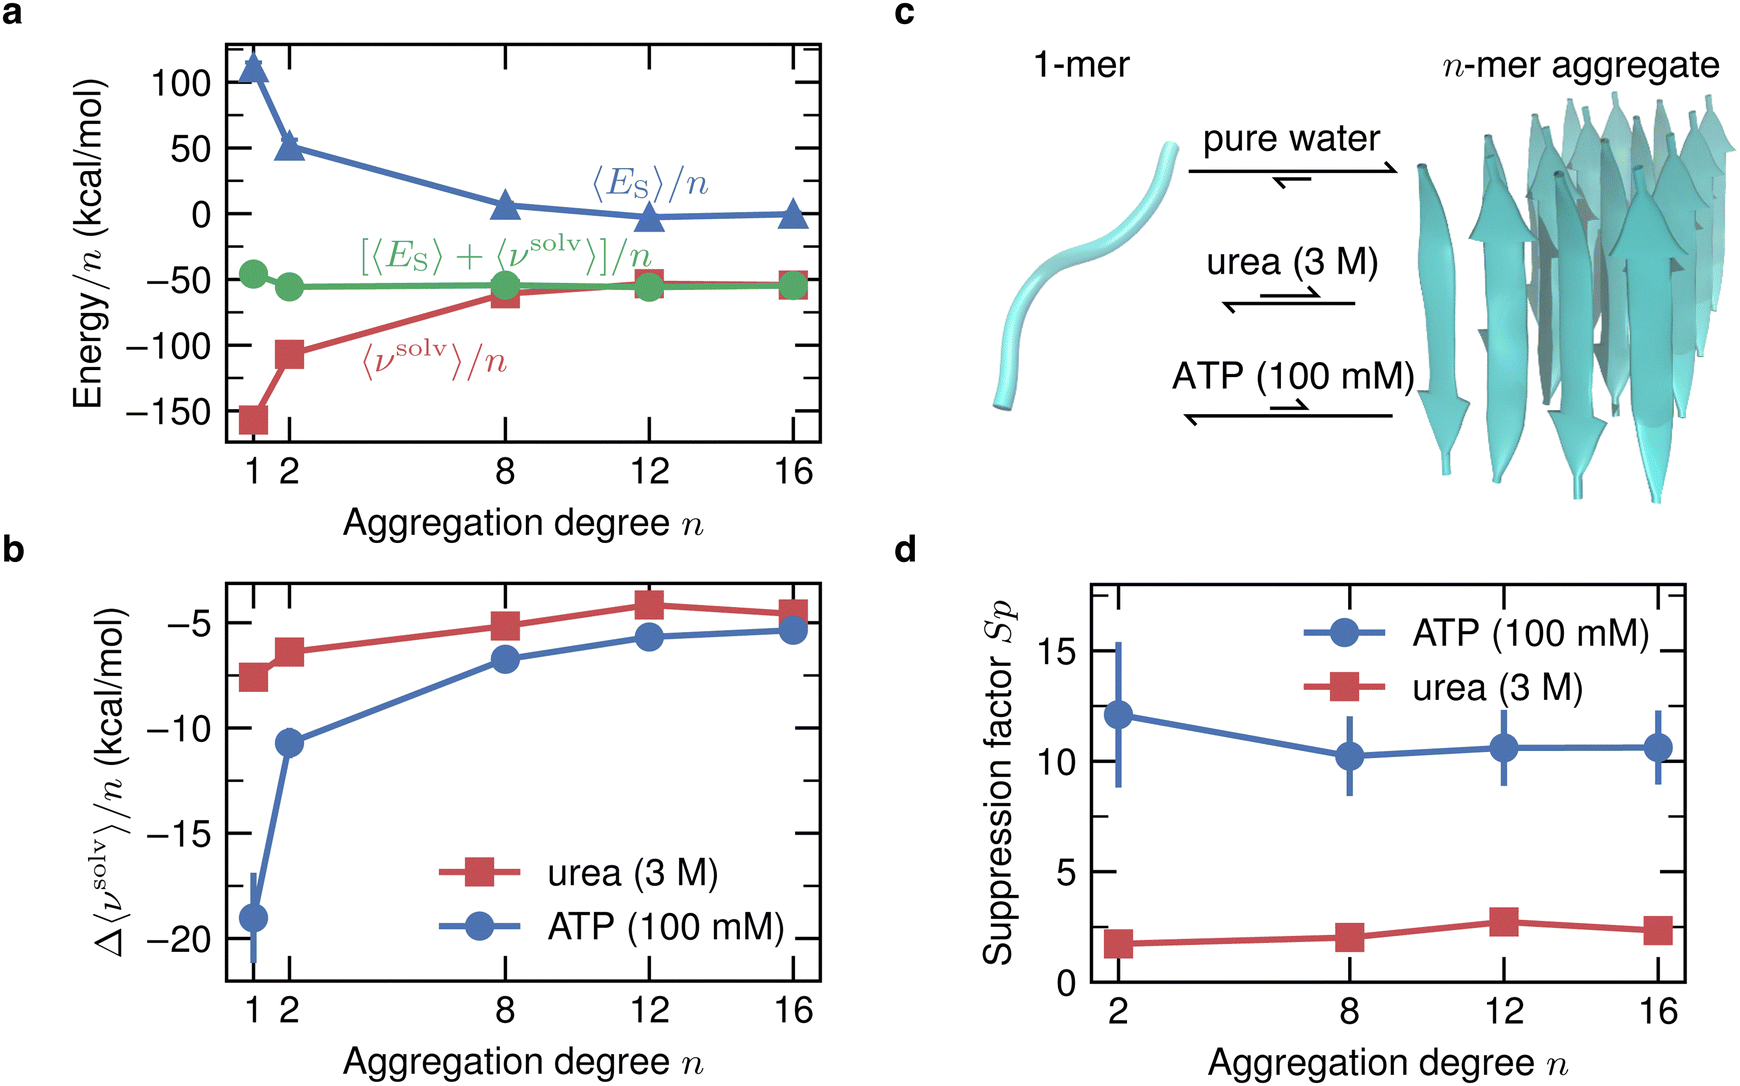 a
Energy/n (kcal/mol)
100
50
0
−50
−100
−150
⟨E_S⟩/n
[⟨E_S⟩ + ⟨ν^solv⟩]/n
⟨ν^solv⟩/n
1 2 8 12 16
Aggregation degree n
b
Δ⟨ν^solv⟩/n (kcal/mol)
−5
−10
−15
−20
urea (3 M)
ATP (100 mM)
1 2 8 12 16
Aggregation degree n
c
1-mer
n-mer aggregate
pure water
urea (3 M)
ATP (100 mM)
d
Suppression factor Sp
15
10
5
0
ATP (100 mM)
urea (3 M)
2 8 12 16
Aggregation degree n